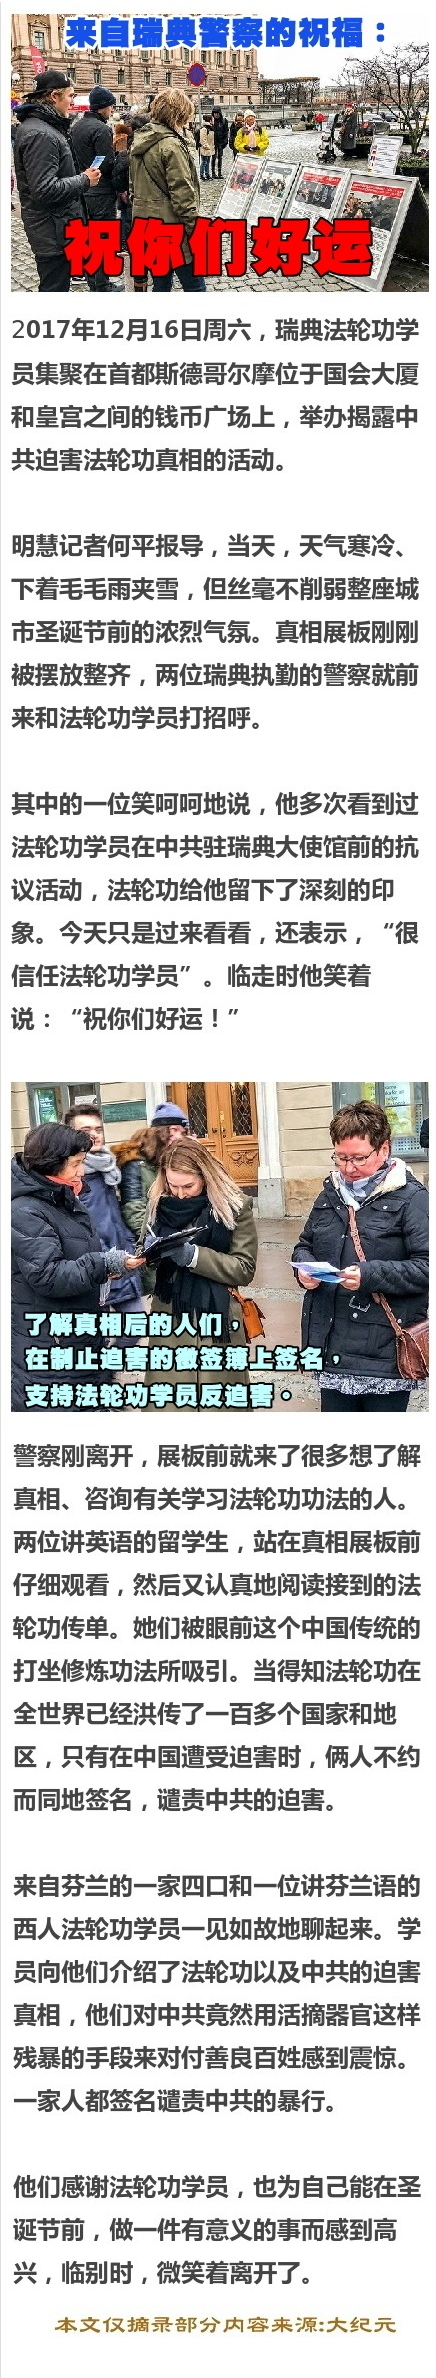 来自瑞典警察的祝福：
祝你们好运
2017年12月16日周六，瑞典法轮功学
员集聚在首都斯德哥尔摩位于国会大厦
和皇宫之间的钱币广场上，举办揭露中
共迫害法轮功真相的活动。
明慧记者何平报导，当天，天气寒冷、
下着毛毛雨夹雪，但丝毫不削弱整座城
市圣诞节前的浓烈气氛。真相展板刚刚
被摆放整齐，两位瑞典执勤的警察就前
来和法轮功学员打招呼。
其中的一位笑呵呵地说，他多次看到过
法轮功学员在中共驻瑞典大使馆前的抗
议活动，法轮功给他留下了深刻的印
象。今天只是过来看看，还表示，“很
信任法轮功学员”。临走时他笑着
说：“祝你们好运！”
了解真相后的人们，
在制止迫害的徵签簿上签名，
支持法轮功学员反迫害。
警察刚离开，展板前就来了很多想了解
真相、咨询有关学习法轮功功法的人。
两位讲英语的留学生，站在真相展板前
仔细观看，然后又认真地阅读接到的法
轮功传单。她们被眼前这个中国传统的
打坐修炼功法所吸引。当得知法轮功在
全世界已经洪传了一百多个国家和地
区，只有在中国遭受迫害时，俩人不约
而同地签名，谴责中共的迫害。
来自芬兰的一家四口和一位讲芬兰语的
西人法轮功学员一见如故地聊起来。学
员向他们介绍了法轮功以及中共的迫害
真相，他们对中共竟然用活摘器官这样
残暴的手段来对付善良百姓感到震惊。
一家人都签名谴责中共的暴行。
他们感谢法轮功学员，也为自己能在圣
诞节前，做一件有意义的事而感到高
兴，临别时，微笑着离开了。
本文仅摘录部分内容来源:大纪元